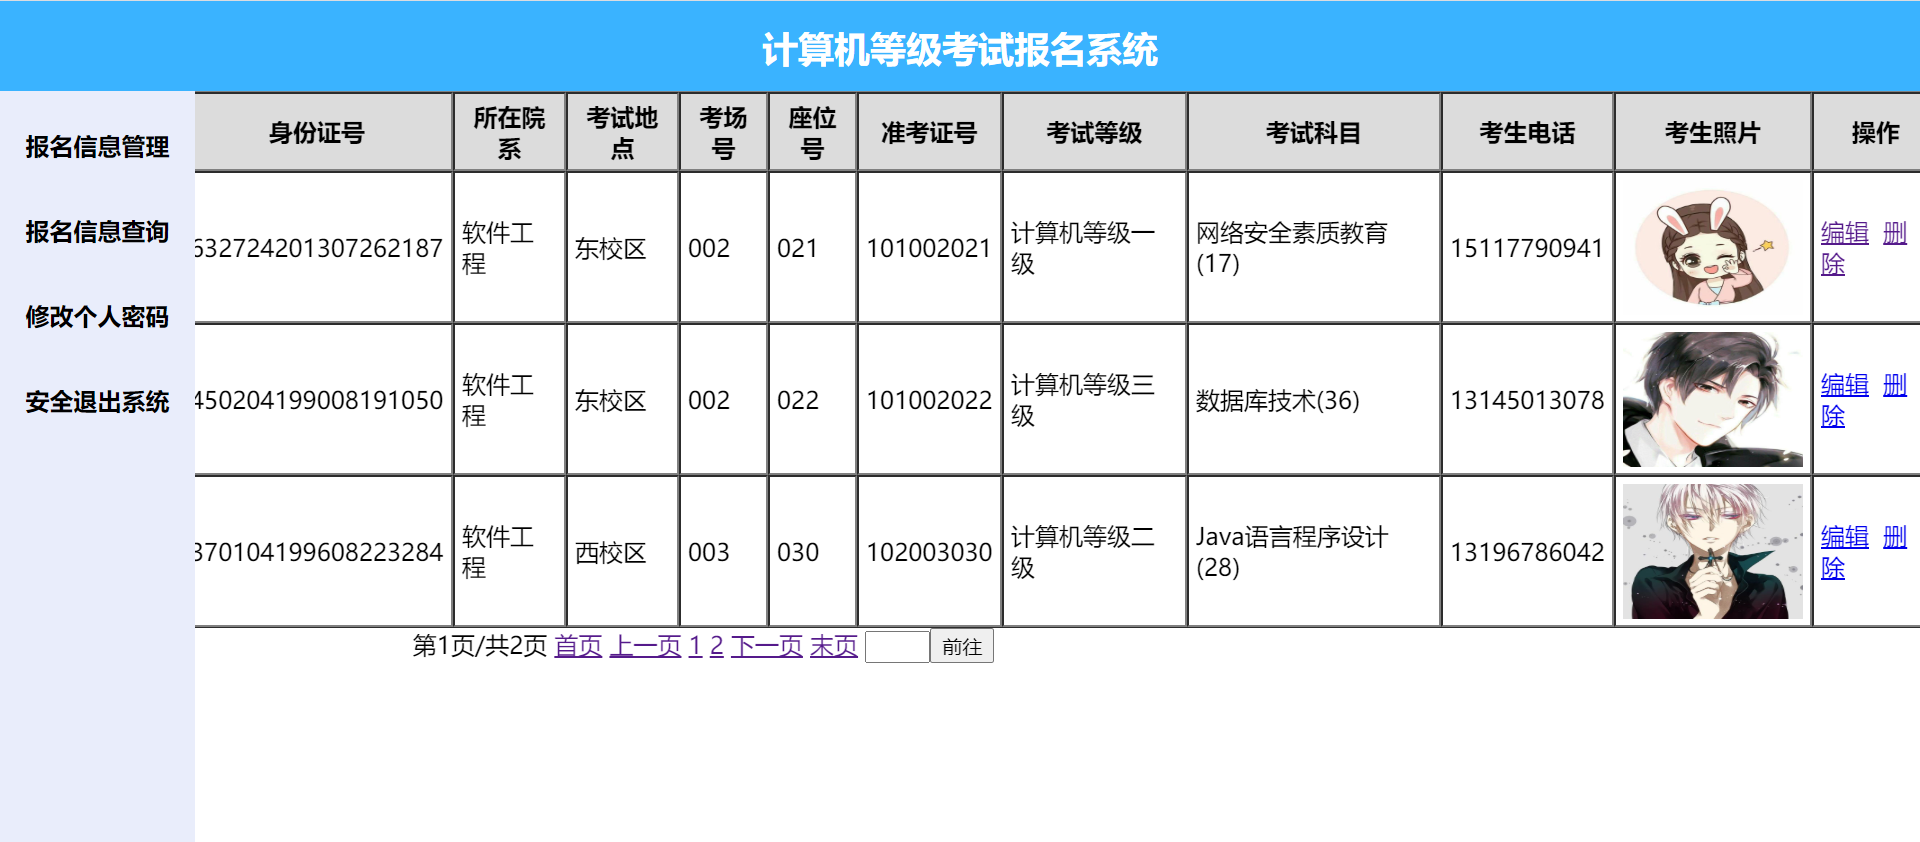 计算机等级考试报名系统
报名信息管理
报名信息查询
修改个人密码
安全退出系统
身份证号 所在院系 考试地点 考场号 座位号 准考证号 考试等级 考试科目 考生电话 考生照片 操作
632724201307262187 软件工程 东校区 002 021 101002021 计算机等级一级 网络安全素质教育(17) 15117790941 编辑 删除
450204199008191050 软件工程 东校区 002 022 101002022 计算机等级三级 数据库技术(36) 13145013078 编辑 删除
370104199608223284 软件工程 西校区 003 030 102003030 计算机等级二级 Java语言程序设计(28) 13196786042 编辑 删除
第1页/共2页 首页 上一页 1 2 下一页 末页 前往